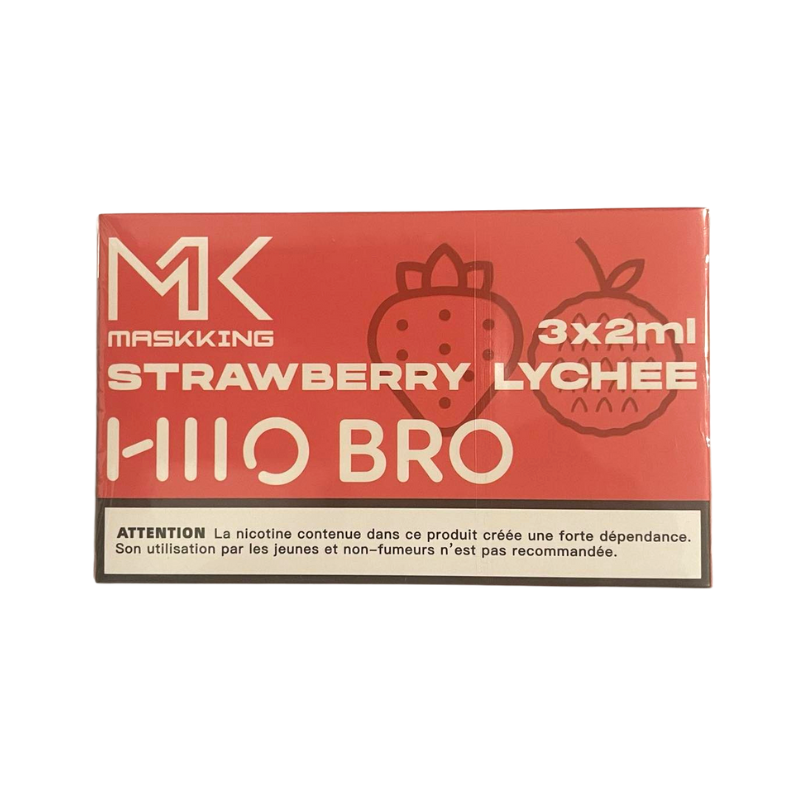 MK
MASKKING
3x2ml
STRAWBERRY LYCHEE
HIIO BRO
ATTENTION La nicotine contenue dans ce produit créée une forte dépendance.
Son utilisation par les jeunes et non-fumeurs n'est pas recommandée.